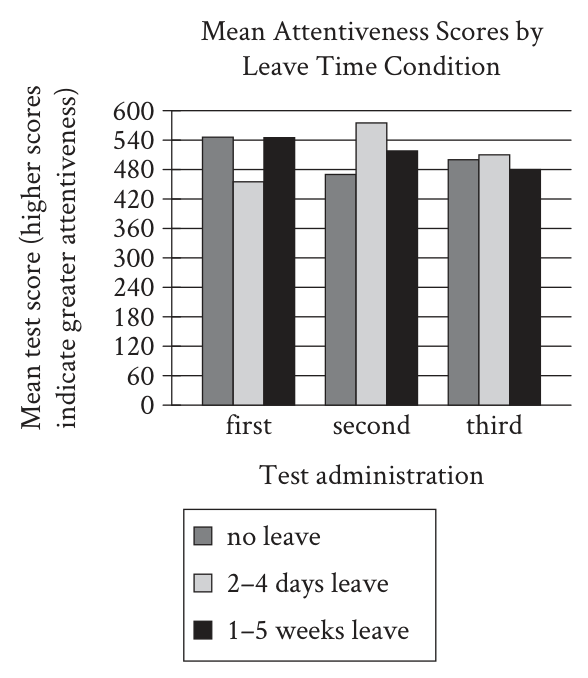 Mean Attentiveness Scores by
Leave Time Condition
Mean test score (higher scores
indicate greater attentiveness)
600
540
480
420
360
300
240
180
120
60
0
first second third
Test administration
no leave
2–4 days leave
1–5 weeks leave